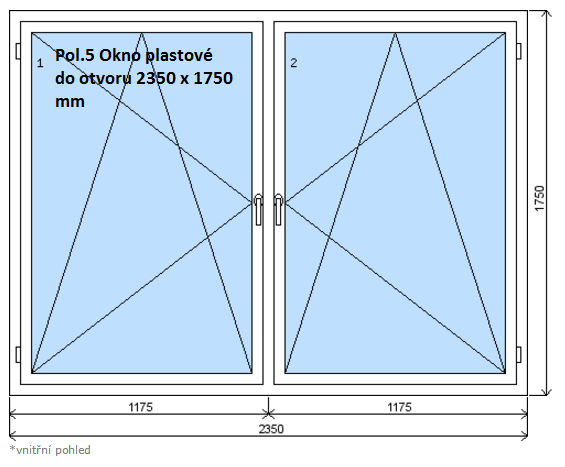 1
Pol.5 Okno plastové
do otvoru 2350 x 1750
mm
2
1750
1175
1175
2350
*vnitřní pohled